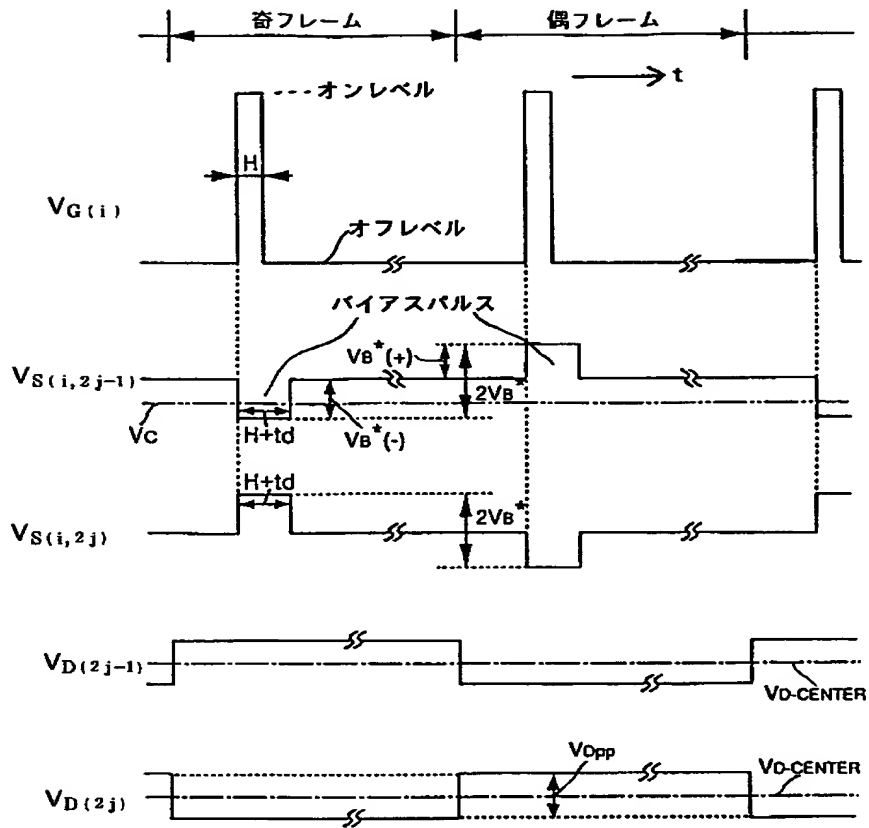 奇フレーム 偶フレーム
t
オンレベル
H
VG(i)
オフレベル
バイアスパルス
VB*(+)
VS(i,2j-1)
2VB*
VC
H+td
VB*(-)
H+td
2VB*
VS(i,2j)
VD(2j-1)
VD-CENTER
VDpp
VD-CENTER
VD(2j)